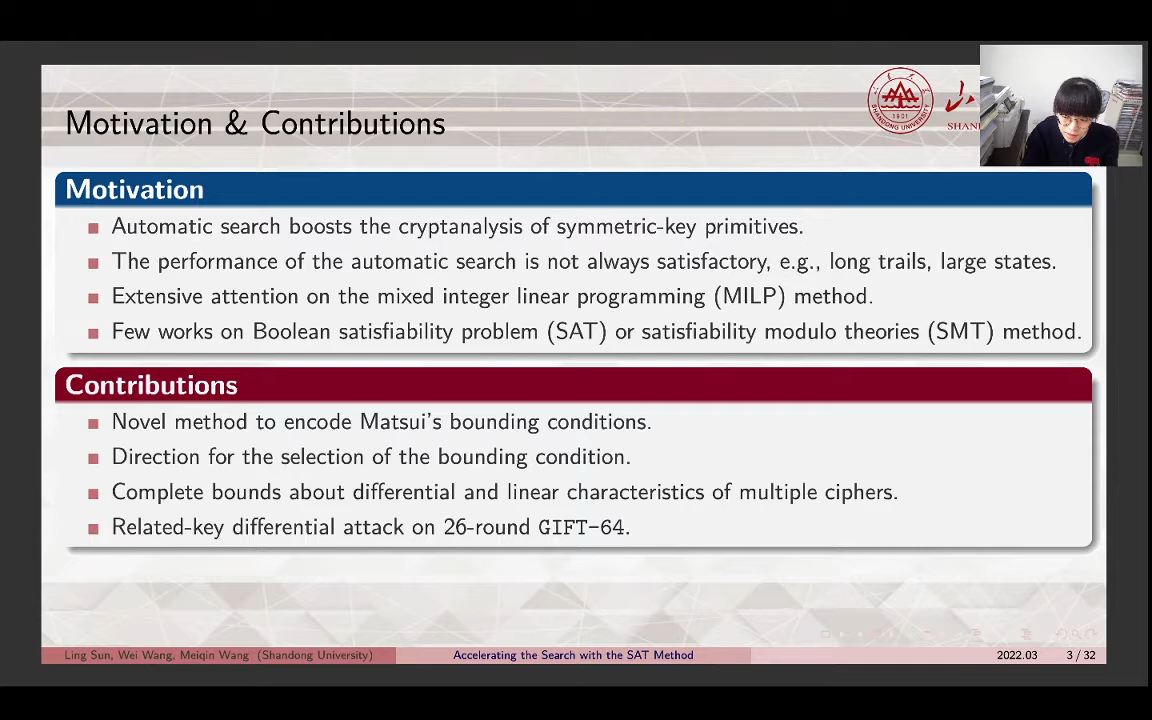 Motivation & Contributions
SHANDONG UNIVERSITY
1901
山
SHAN
Motivation
Automatic search boosts the cryptanalysis of symmetric-key primitives.
The performance of the automatic search is not always satisfactory, e.g., long trails, large states.
Extensive attention on the mixed integer linear programming (MILP) method.
Few works on Boolean satisfiability problem (SAT) or satisfiability modulo theories (SMT) method.
Contributions
Novel method to encode Matsui's bounding conditions.
Direction for the selection of the bounding condition.
Complete bounds about differential and linear characteristics of multiple ciphers.
Related-key differential attack on 26-round GIFT-64.
Ling Sun, Wei Wang, Meiqin Wang (Shandong University) Accelerating the Search with the SAT Method 2022.03 3 / 32